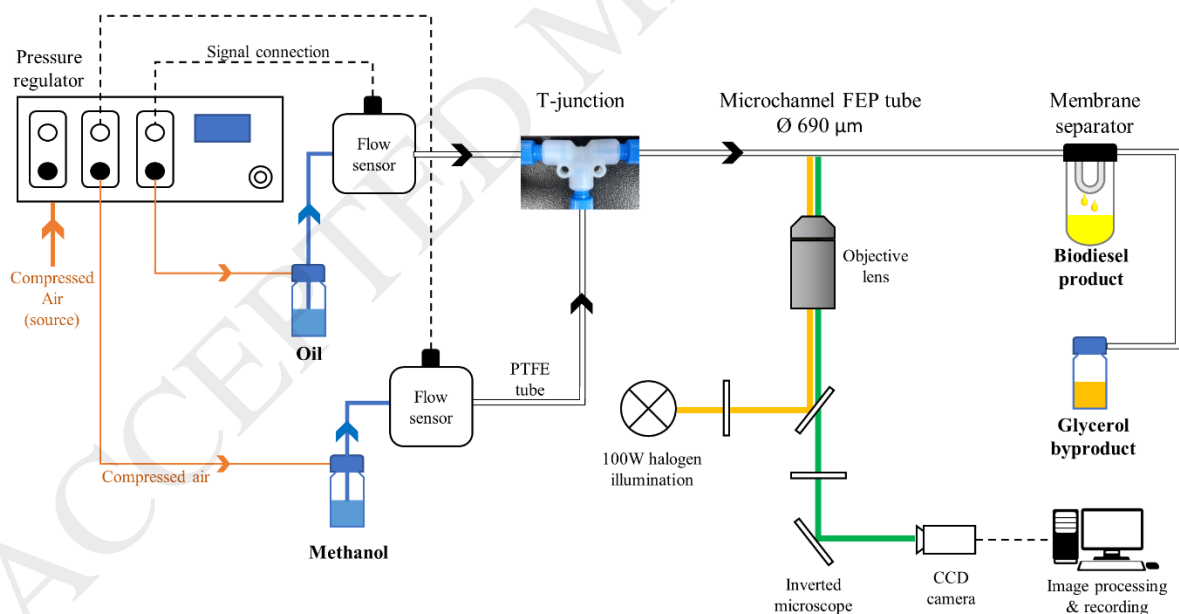 Pressure
regulator
Signal connection
Flow
sensor
T-junction
Microchannel FEP tube
Ø 690 µm
Membrane
separator
Compressed
Air
(source)
Oil
Objective
lens
Biodiesel
product
PTFE
tube
Flow
sensor
100W halogen
illumination
Glycerol
byproduct
Compressed air
Methanol
Inverted
microscope
CCD
camera
Image processing
& recording
ACCEPTED M